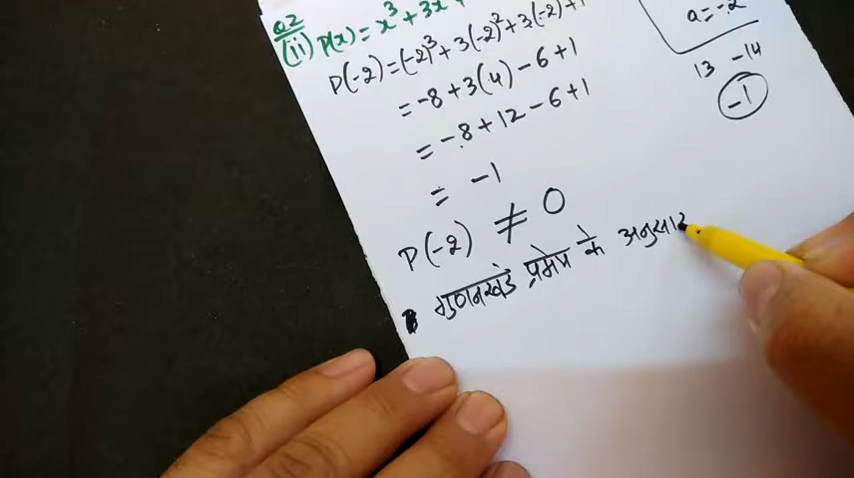 Q2
(ii) P(x) = x³ + 3x
P(-2) = (-2)³ + 3(-2)² + 3(-2) + 1
= -8 + 3(4) - 6 + 1
= -8 + 12 - 6 + 1
= -1
P(-2) ≠ 0
गुणनखंड प्रमेय के अनुसार
a = -2
13 -14
-1